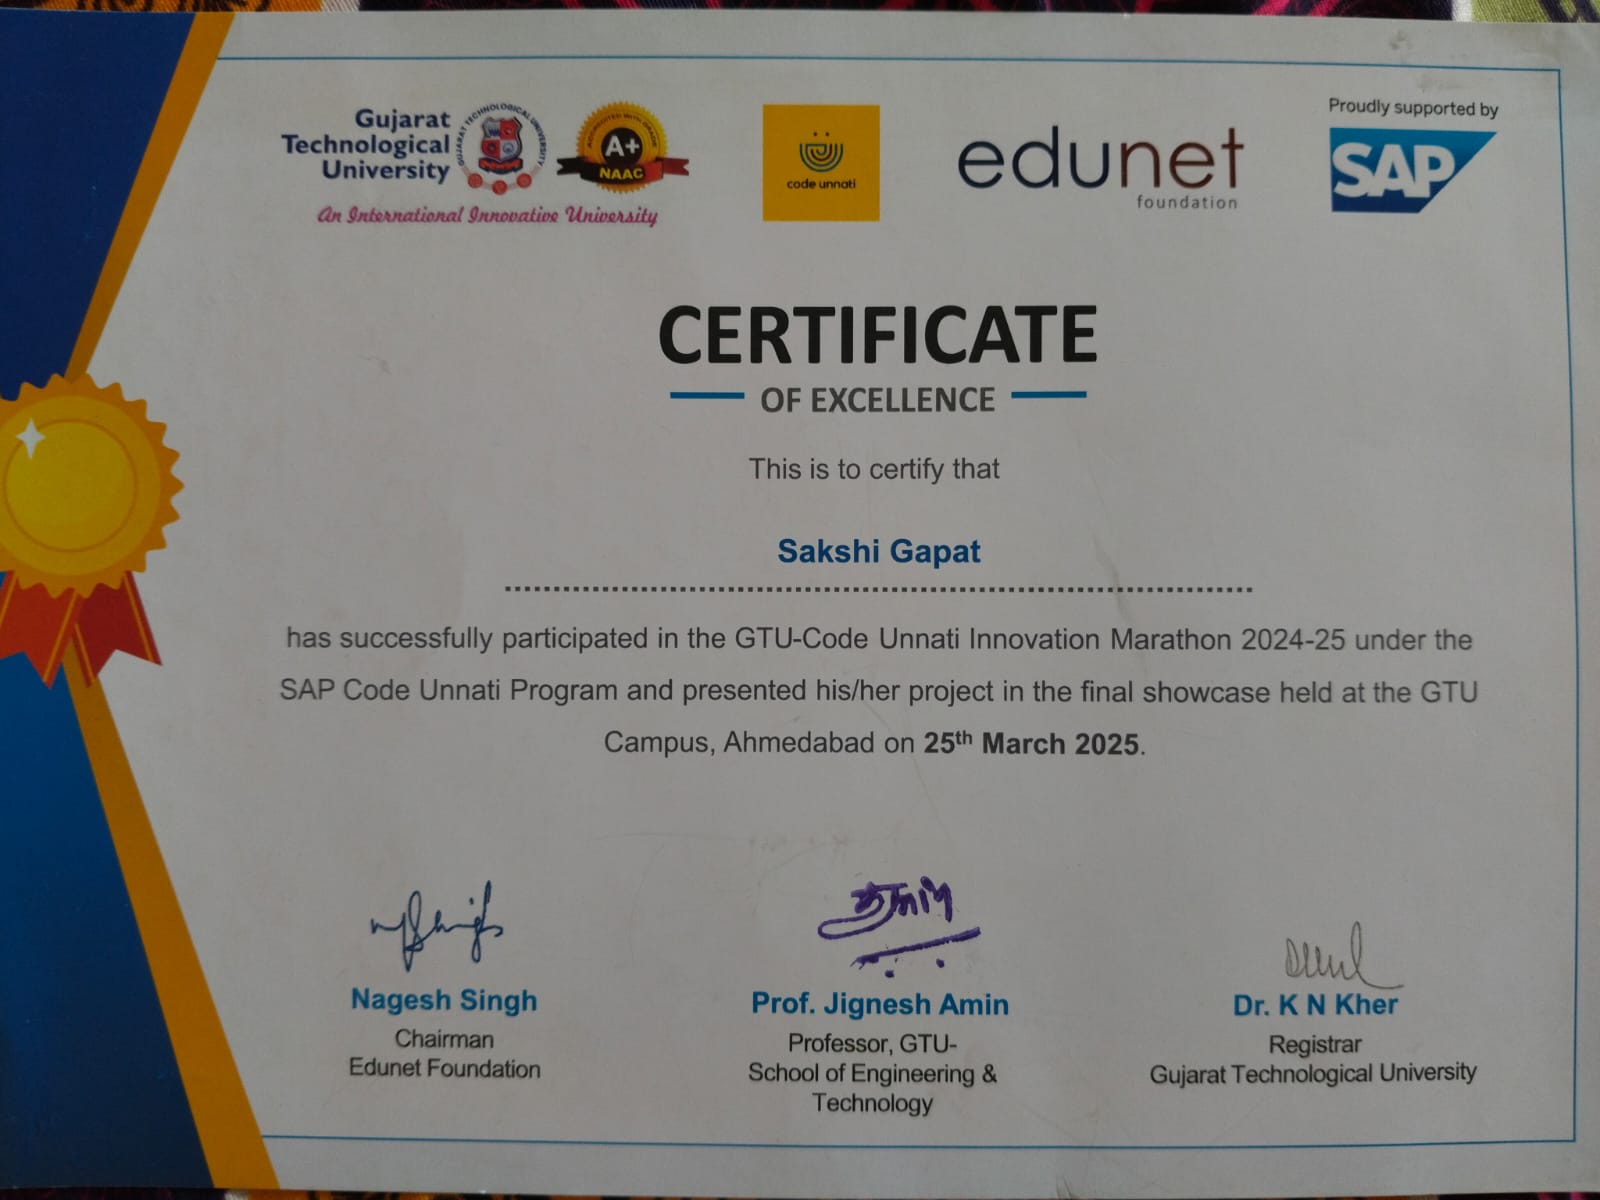 Gujarat
Technological
University
GUJARAT TECHNOLOGICAL UNIVERSITY
ACCREDITED WITH GRADE
A+
NAAC
An International Innovative University
code unnati
edunet
foundation
Proudly supported by
SAP
CERTIFICATE
OF EXCELLENCE
This is to certify that
Sakshi Gapat
has successfully participated in the GTU-Code Unnati Innovation Marathon 2024-25 under the
SAP Code Unnati Program and presented his/her project in the final showcase held at the GTU
Campus, Ahmedabad on 25th March 2025.
Nagesh Singh
Chairman
Edunet Foundation
Prof. Jignesh Amin
Professor, GTU-
School of Engineering &
Technology
Dr. K N Kher
Registrar
Gujarat Technological University